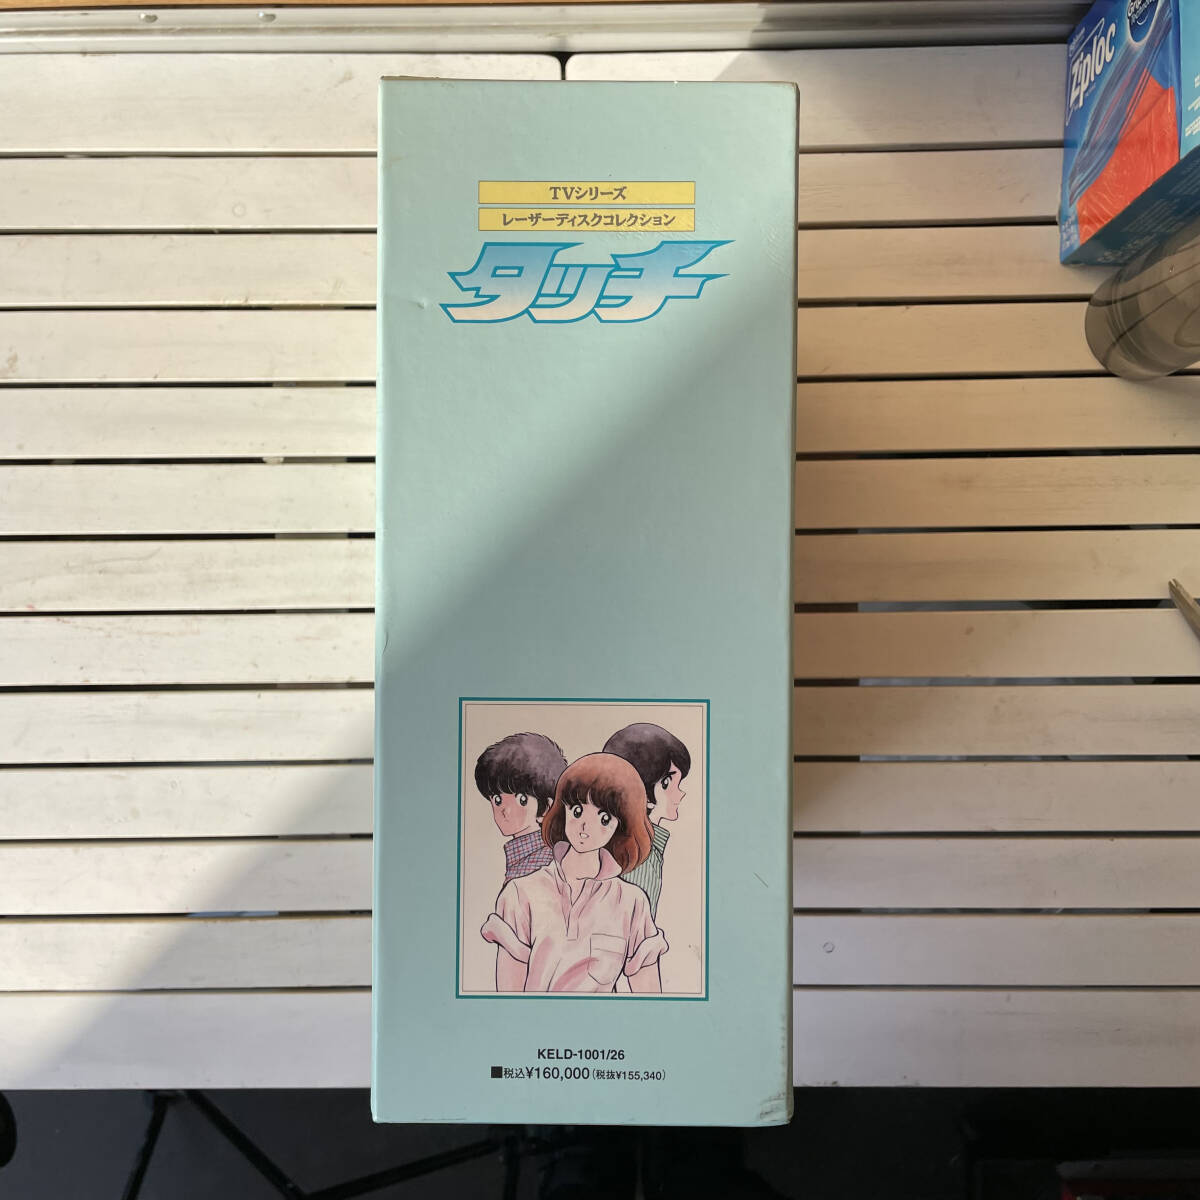 TVシリーズ
レーザーディスクコレクション
タッチ
KELD-1001/26
■税込¥160,000(税抜¥155,340)
Ziploc